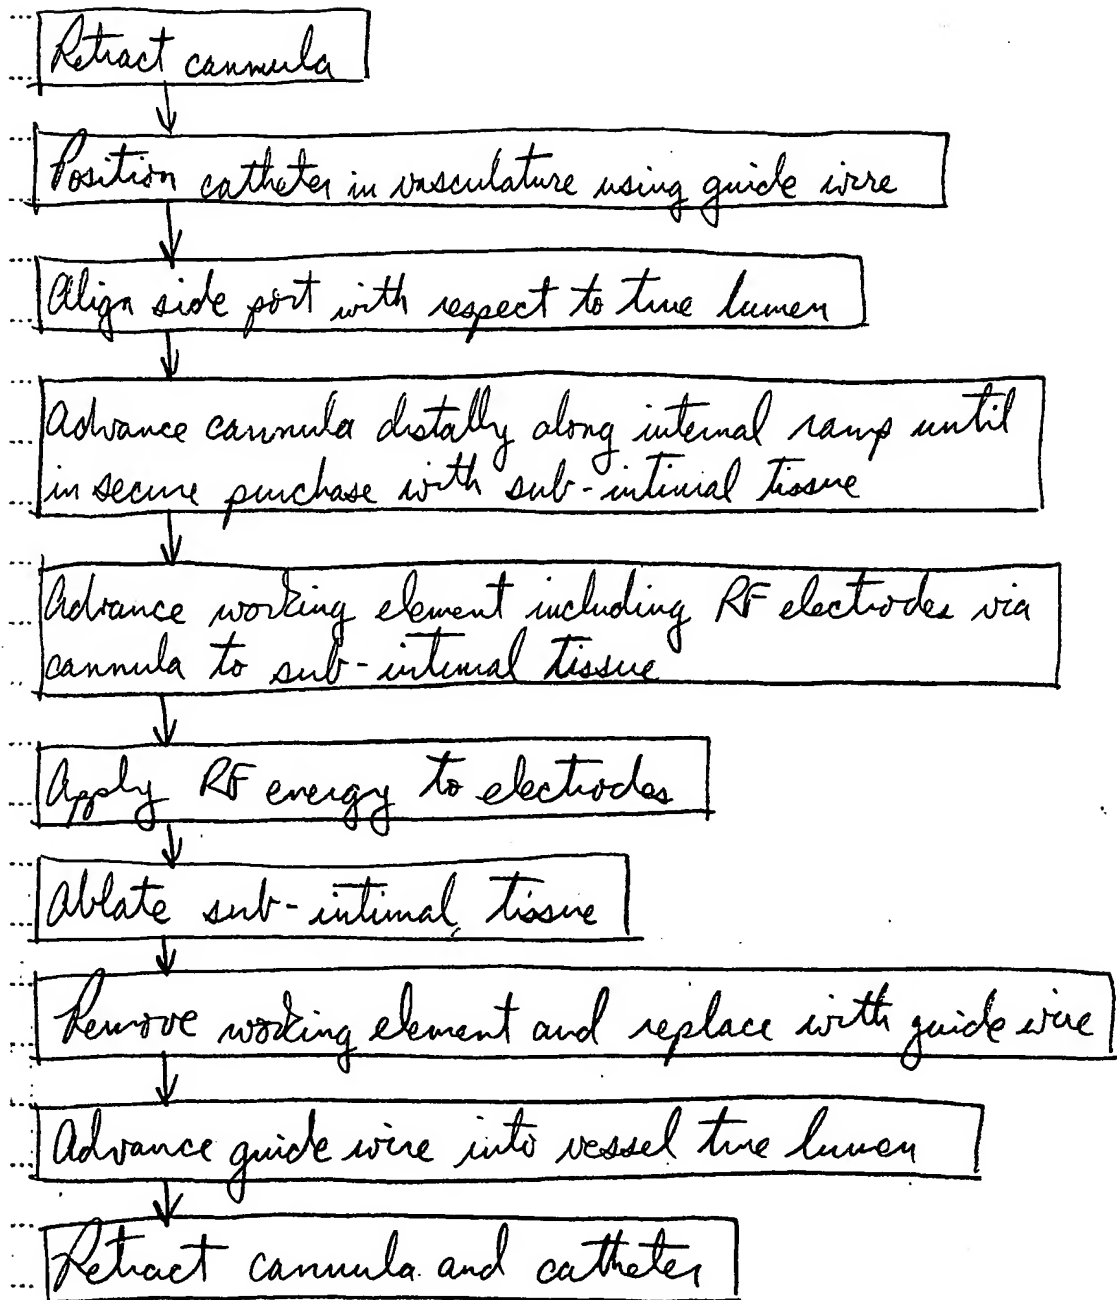 Retract cannula
Position catheter in vasculature using guide wire
Align side port with respect to true lumen
Advance cannula distally along internal ramp until
in secure purchase with sub-intimal tissue
Advance working element including RF electrodes via
cannula to sub-intimal tissue
Apply RF energy to electrodes
Ablate sub-intimal tissue
Remove working element and replace with guide wire
Advance guide wire into vessel true lumen
Retract cannula and catheter